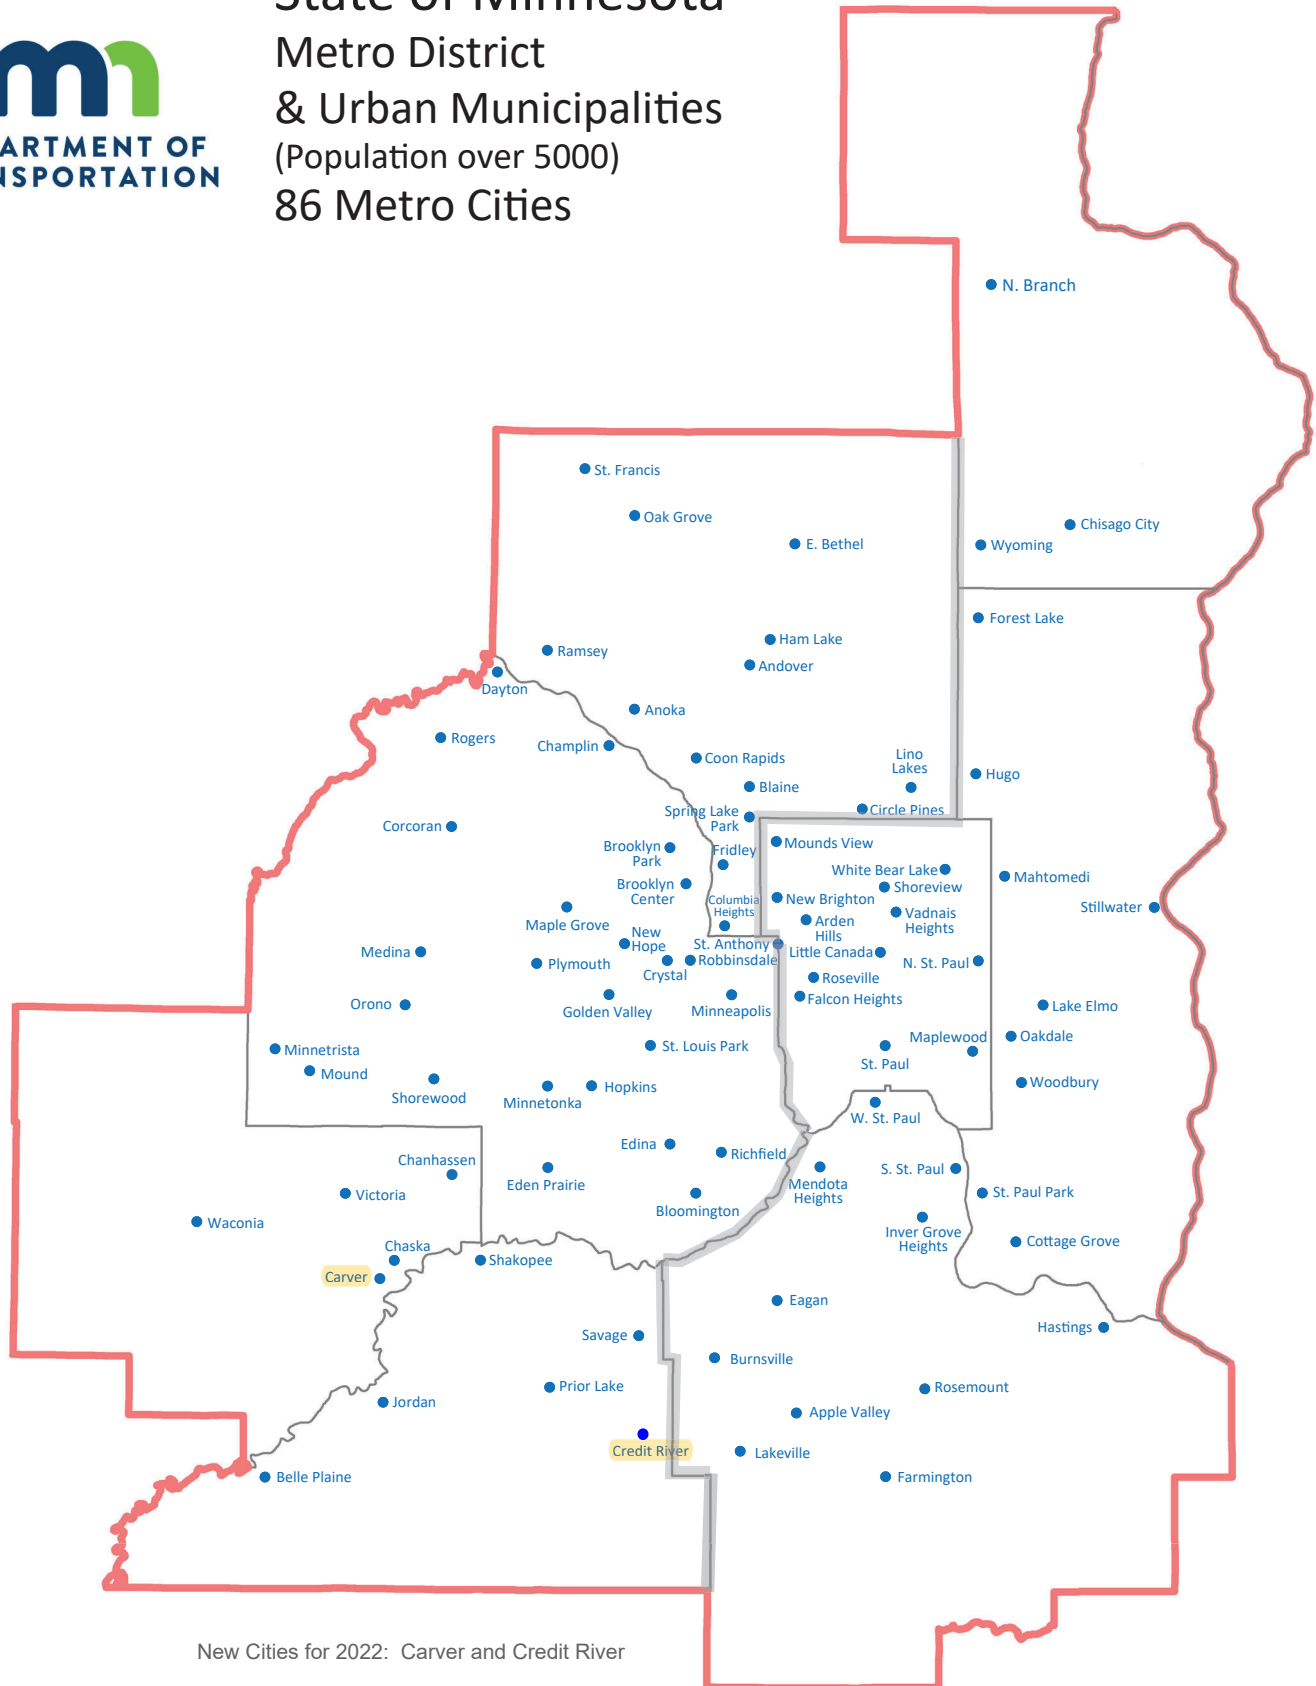 State of Minnesota
Metro District
& Urban Municipalities
(Population over 5000)
86 Metro Cities
ARTMENT OF
NSPORTATION
N. Branch
St. Francis
Oak Grove
E. Bethel
Chisago City
Wyoming
Forest Lake
Ham Lake
Ramsey
Andover
Dayton
Anoka
Rogers
Champlin
Coon Rapids
Lino
Lakes
Hugo
Blaine
Spring Lake
Park
Circle Pines
Corcoran
Brooklyn
Park
Fridley
Mounds View
White Bear Lake
Mahtomedi
Brooklyn
Center
Shoreview
Columbia
Heights
New Brighton
Stillwater
Maple Grove
Arden
Hills
Vadnais
Heights
New
Hope
St. Anthony
Medina
Little Canada
Plymouth
Crystal
Robbinsdale
N. St. Paul
Roseville
Orono
Golden Valley
Minneapolis
Falcon Heights
Lake Elmo
Minnetrista
St. Louis Park
Maplewood
Oakdale
St. Paul
Mound
Shorewood
Minnetonka
Hopkins
Woodbury
W. St. Paul
Edina
Richfield
Chanhassen
Eden Prairie
Mendota
Heights
S. St. Paul
Victoria
St. Paul Park
Bloomington
Waconia
Inver Grove
Heights
Cottage Grove
Chaska
Shakopee
Carver
Eagan
Hastings
Savage
Burnsville
Prior Lake
Rosemount
Jordan
Apple Valley
Credit River
Lakeville
Belle Plaine
Farmington
New Cities for 2022: Carver and Credit River